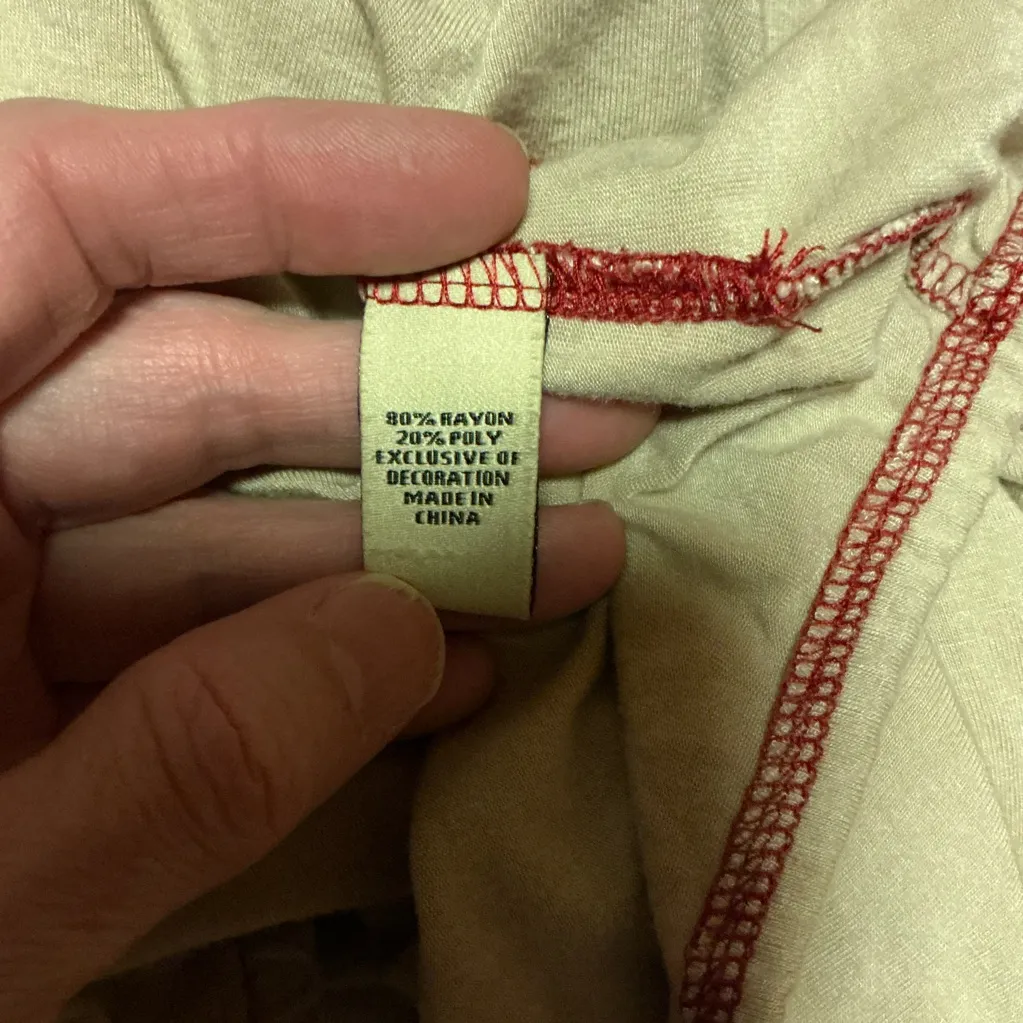 80% RAYON
20% POLY
EXCLUSIVE OF
DECORATION
MADE IN
CHINA